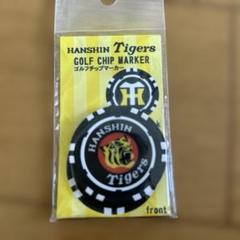 HANSHIN Tigers
GOLF CHIP MARKER
ゴルフチップマーカー
HANSHIN
Tigers
front